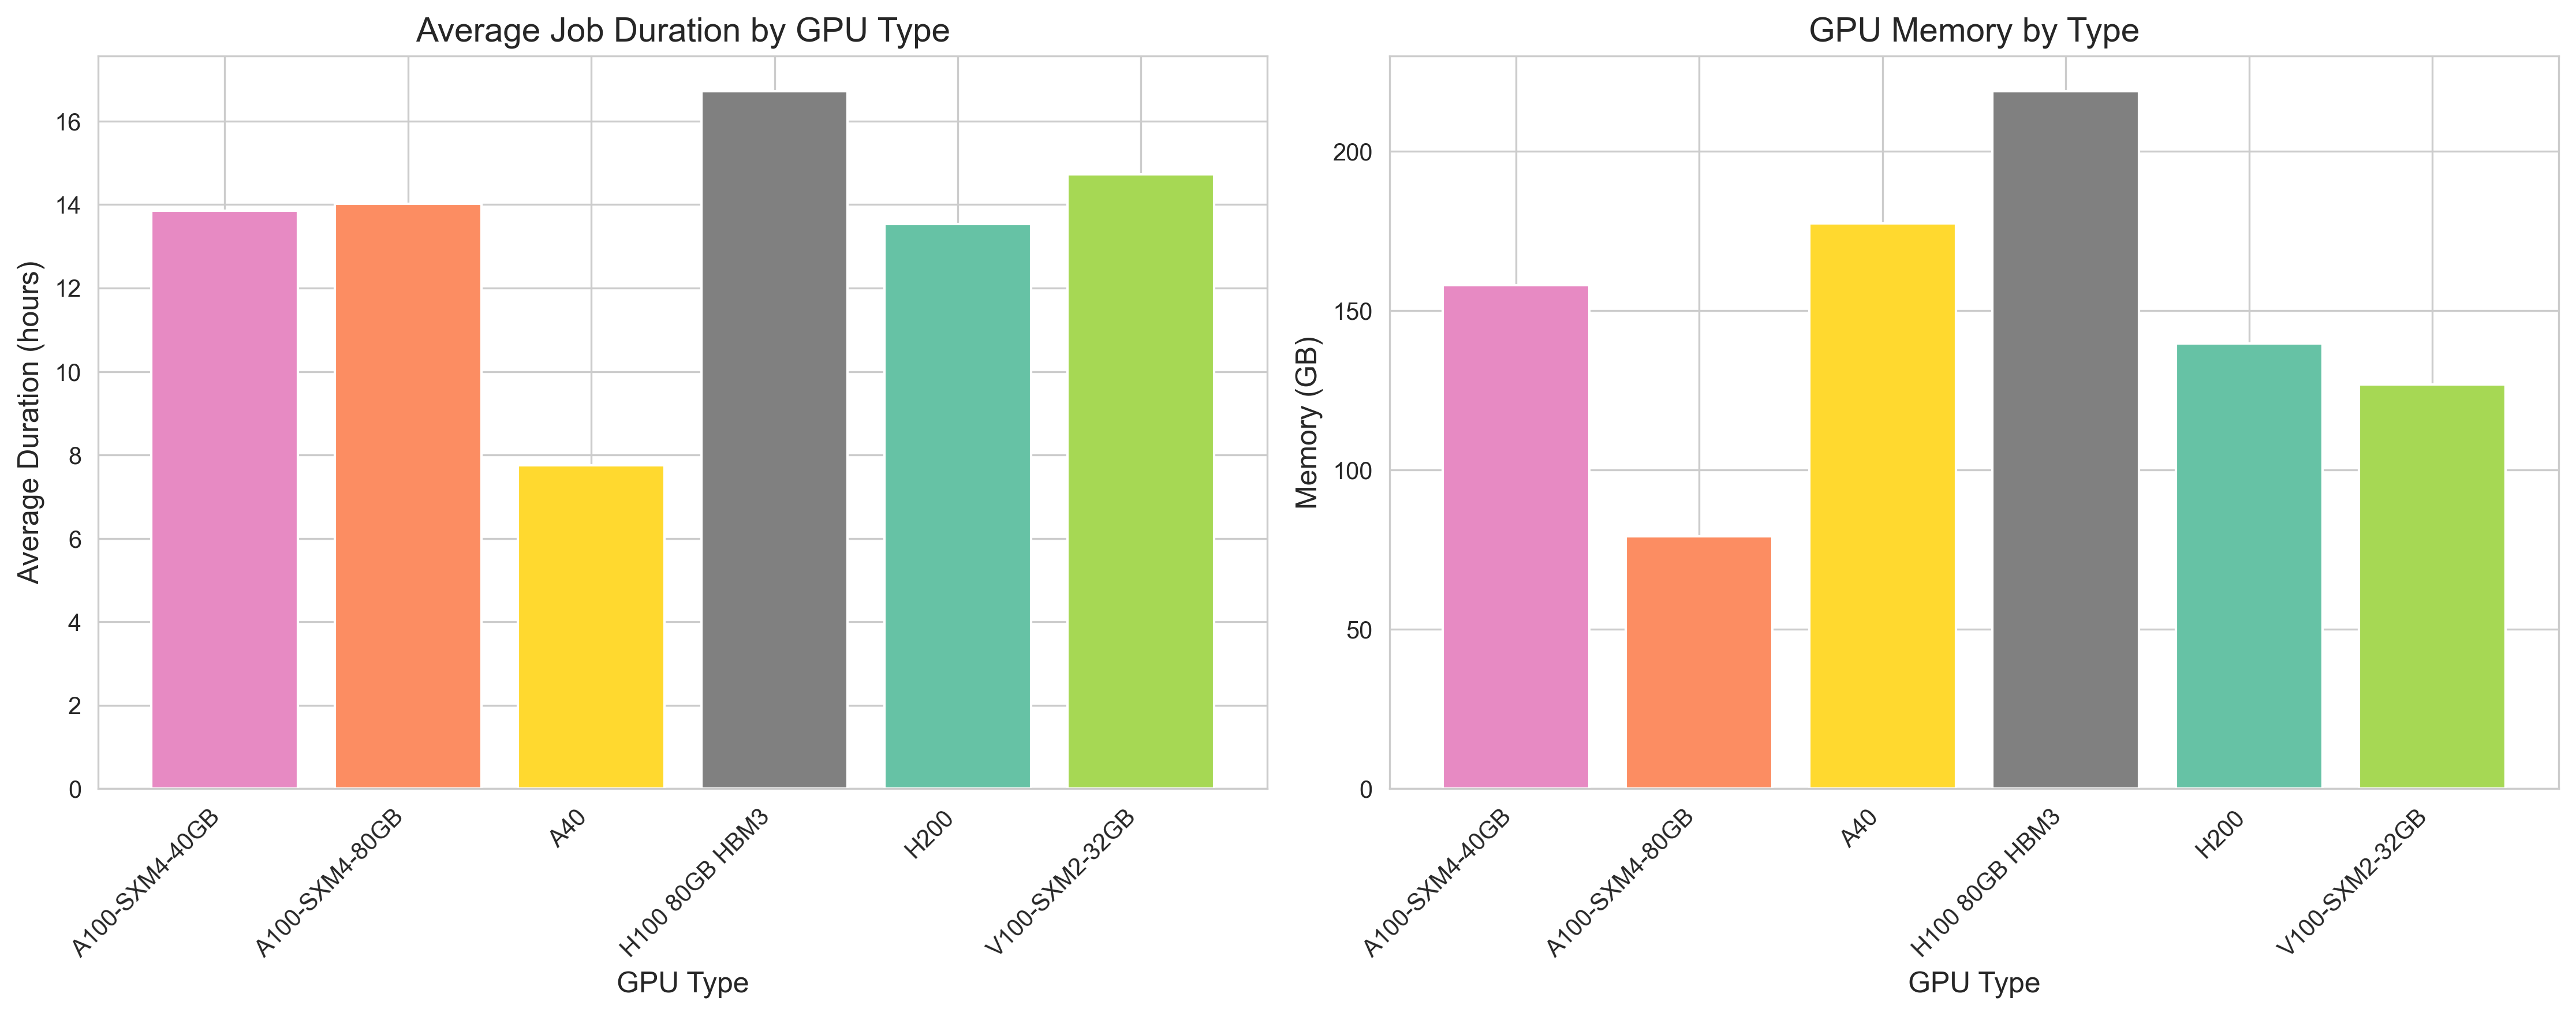 Average Job Duration by GPU Type
Average Duration (hours)
16
14
12
10
8
6
4
2
0
A100-SXM4-40GB
A100-SXM4-80GB
A40
H100 80GB HBM3
H200
V100-SXM2-32GB
GPU Type
GPU Memory by Type
Memory (GB)
200
150
100
50
0
A100-SXM4-40GB
A100-SXM4-80GB
A40
H100 80GB HBM3
H200
V100-SXM2-32GB
GPU Type